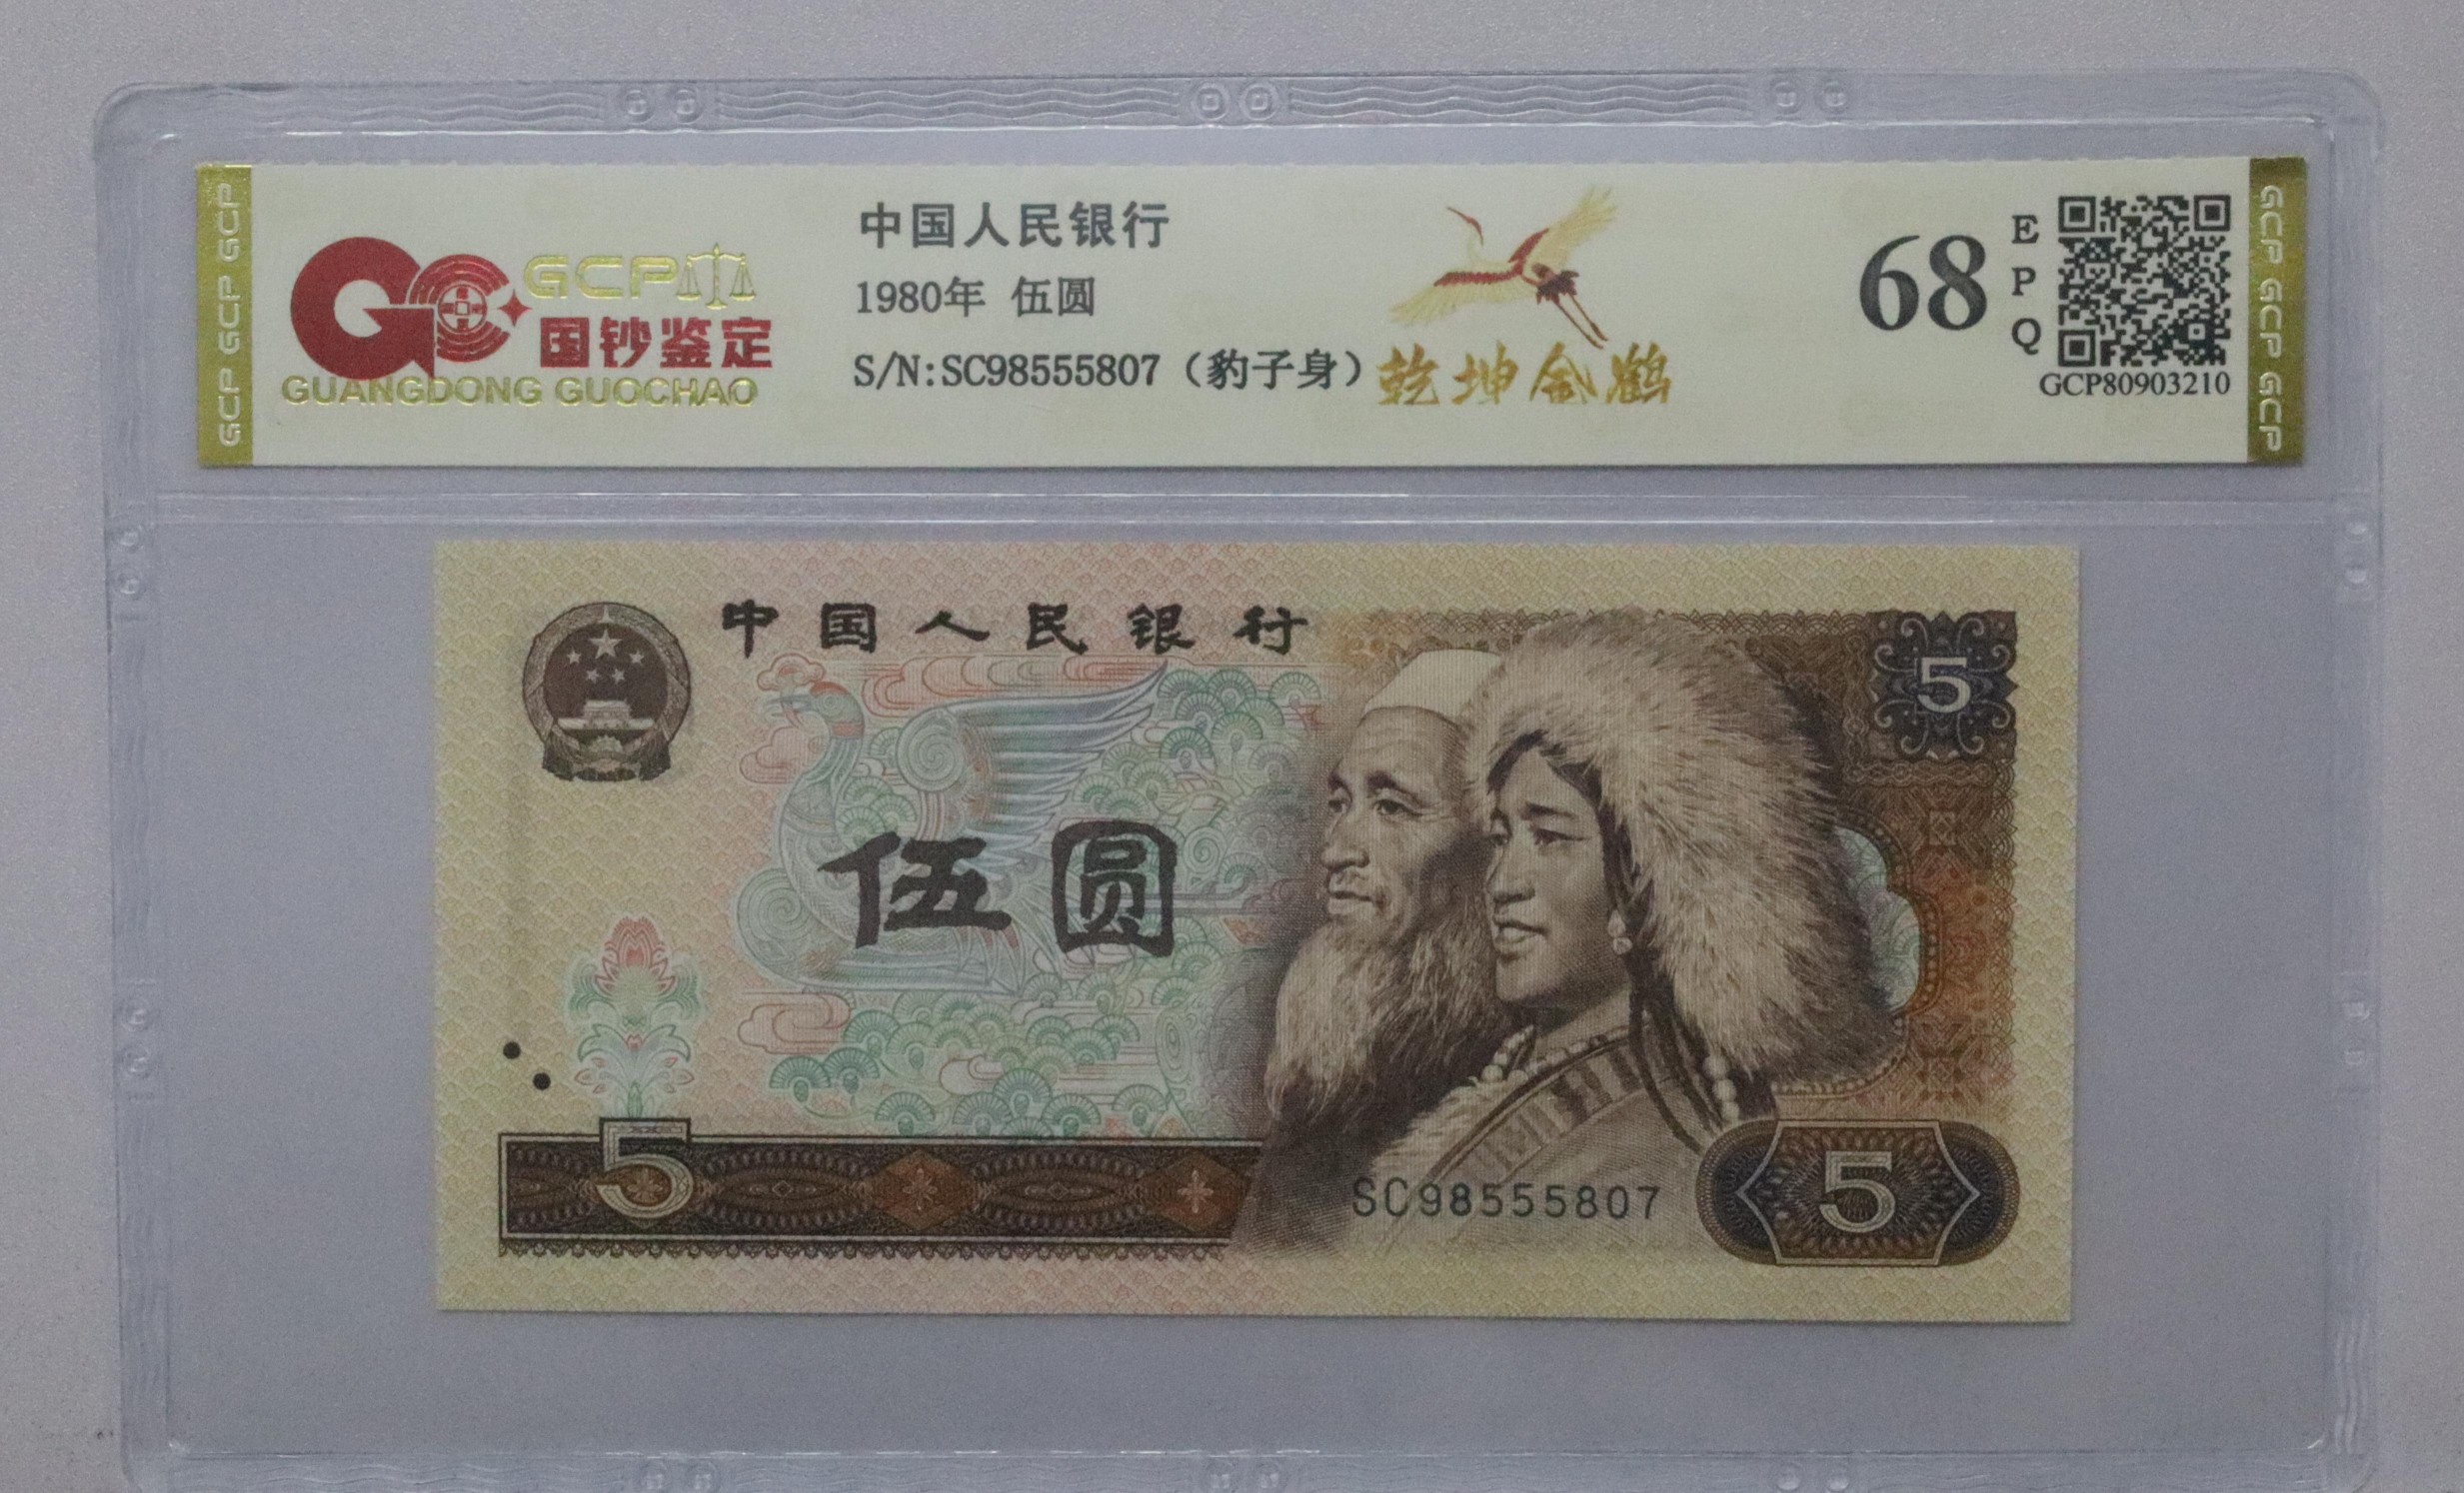 GCP GCP GCP
GCP
国钞鉴定
GUANGDONG GUOCHAO
中国人民银行
1980年 伍圆
S/N:SC98555807（豹子身）
乾坤金鹤
68
E
P
Q
GCP80903210
GCP GCP GCP
中国人民银行
5
伍圆
5
SC98555807
5